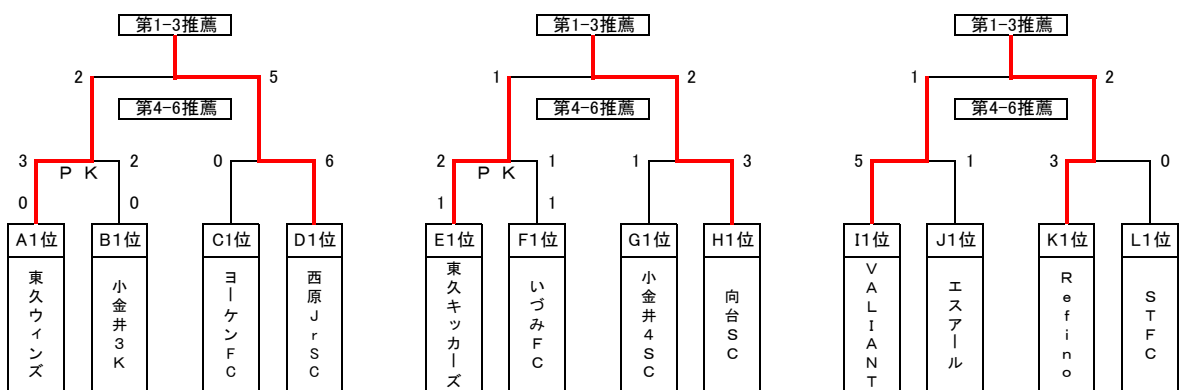 第1-3推薦 第1-3推薦 第1-3推薦
2 5 1 2 1 2
第4-6推薦 第4-6推薦 第4-6推薦
3 2 0 6 2 1 1 3 5 1 3 0
PK PK
0 0 1 1
A1位 B1位 C1位 D1位 E1位 F1位 G1位 H1位 I1位 J1位 K1位 L1位
東久ウィンズ
小金井3K
ヨーケンFC
西原JrSC
東久キッカーズ
いづみFC
小金井4SC
向台SC
VALIANT
エスアール
Refino
STFC